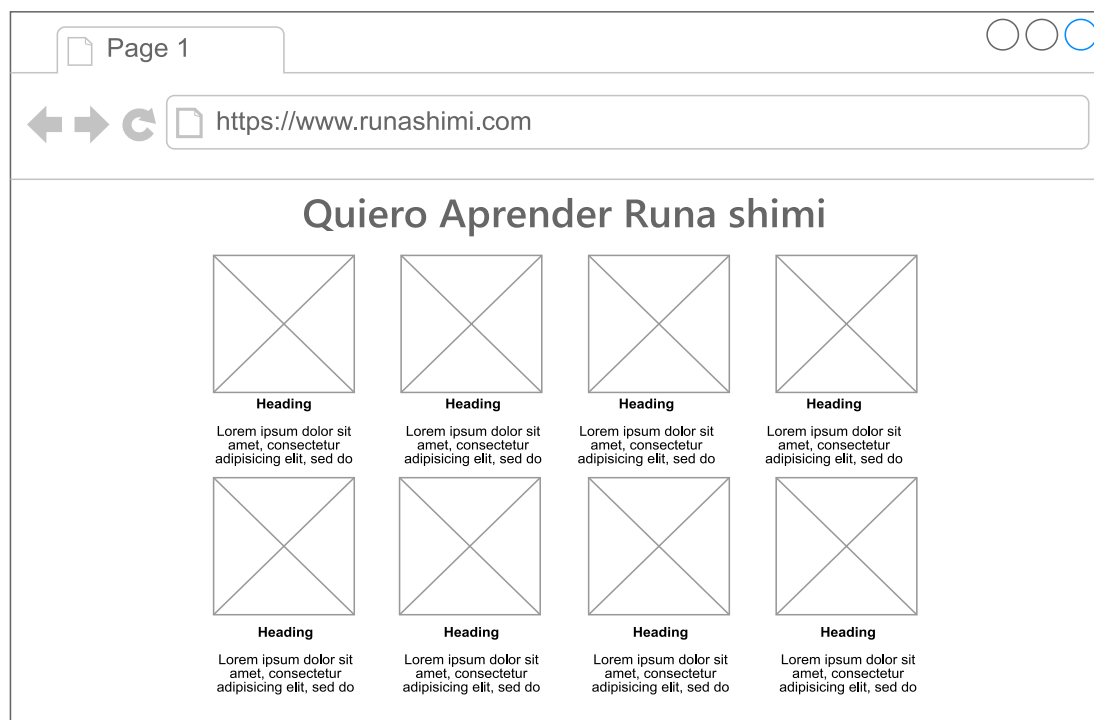 Page 1
https://www.runashimi.com
Quiero Aprender Runa shimi
Heading
Lorem ipsum dolor sit
amet, consectetur
adipisicing elit, sed do
Heading
Lorem ipsum dolor sit
amet, consectetur
adipisicing elit, sed do
Heading
Lorem ipsum dolor sit
amet, consectetur
adipisicing elit, sed do
Heading
Lorem ipsum dolor sit
amet, consectetur
adipisicing elit, sed do
Heading
Lorem ipsum dolor sit
amet, consectetur
adipisicing elit, sed do
Heading
Lorem ipsum dolor sit
amet, consectetur
adipisicing elit, sed do
Heading
Lorem ipsum dolor sit
amet, consectetur
adipisicing elit, sed do
Heading
Lorem ipsum dolor sit
amet, consectetur
adipisicing elit, sed do